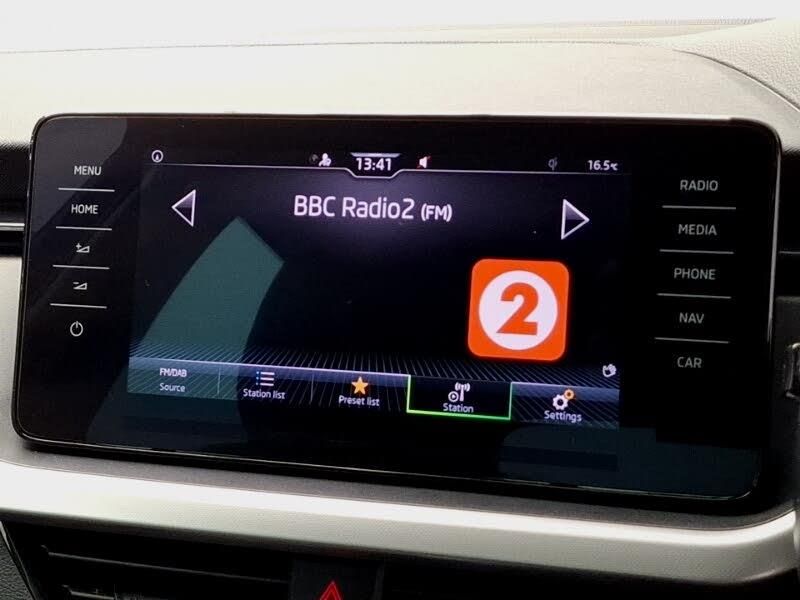 MENU
HOME
13:41
16.5°C
BBC Radio2 (FM)
2
FM/DAB
Source
Station list
Preset list
Station
Settings
RADIO
MEDIA
PHONE
NAV
CAR